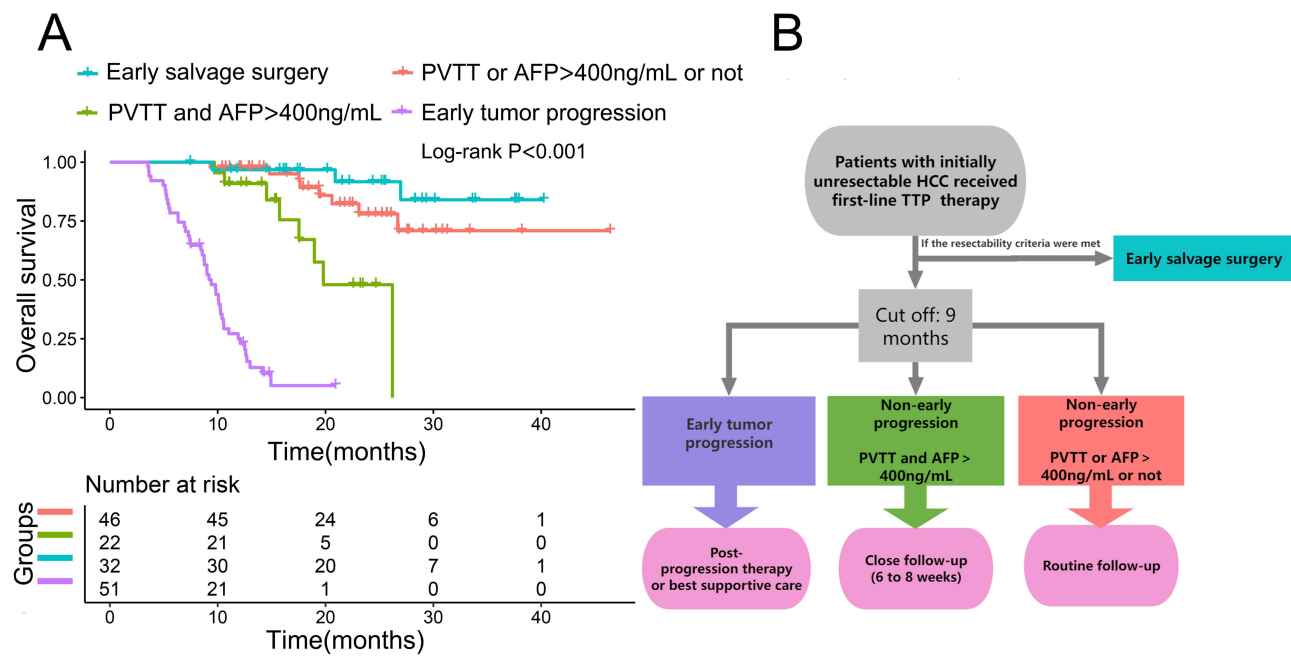 A
Early salvage surgery
PVTT or AFP>400ng/mL or not
PVTT and AFP>400ng/mL
Early tumor progression
Log-rank P<0.001
Overall survival
1.00
0.75
0.50
0.25
0.00
0 10 20 30 40
Time(months)
Number at risk
Groups
46 45 24 6 1
22 21 5 0 0
32 30 20 7 1
51 21 1 0 0
0 10 20 30 40
Time(months)
B
Patients with initially
unresectable HCC received
first-line TTP therapy
If the resectability criteria were met
Early salvage surgery
Cut off: 9
months
Early tumor
progression
Non-early
progression
PVTT and AFP >
400ng/mL
Non-early
progression
PVTT or AFP >
400ng/mL or not
Post-
progression therapy
or best supportive care
Close follow-up
(6 to 8 weeks)
Routine follow-up